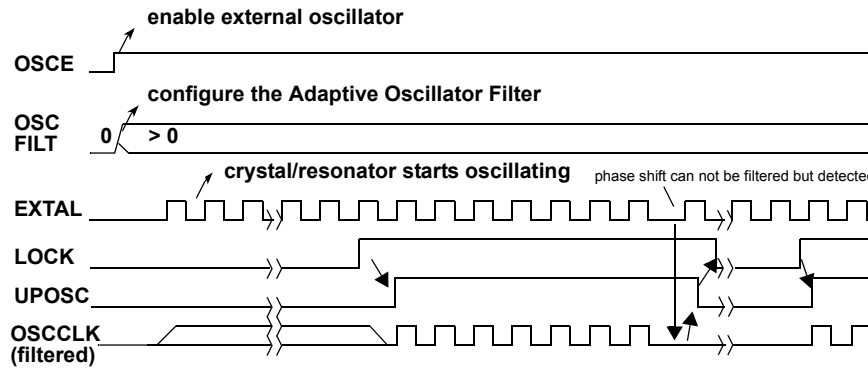 enable external oscillator
OSCE
configure the Adaptive Oscillator Filter
OSC
FILT
0 > 0
crystal/resonator starts oscillating
phase shift can not be filtered but detected
EXTAL
LOCK
UPOSC
OSCCLK
(filtered)